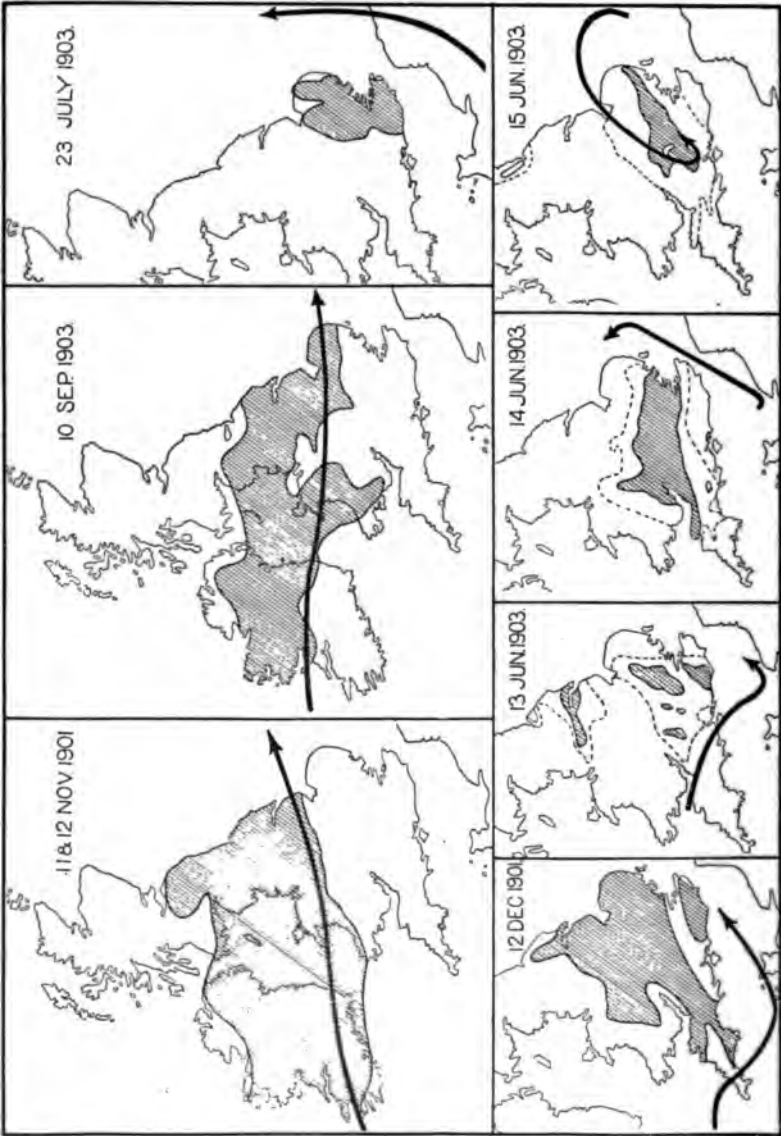 11 & 12 NOV 1901
10. SEP. 1903.
23 JULY 1903.
12 DEC 1901.
13 JUN. 1903.
14 JUN. 1903.
15 JUN. 1903.